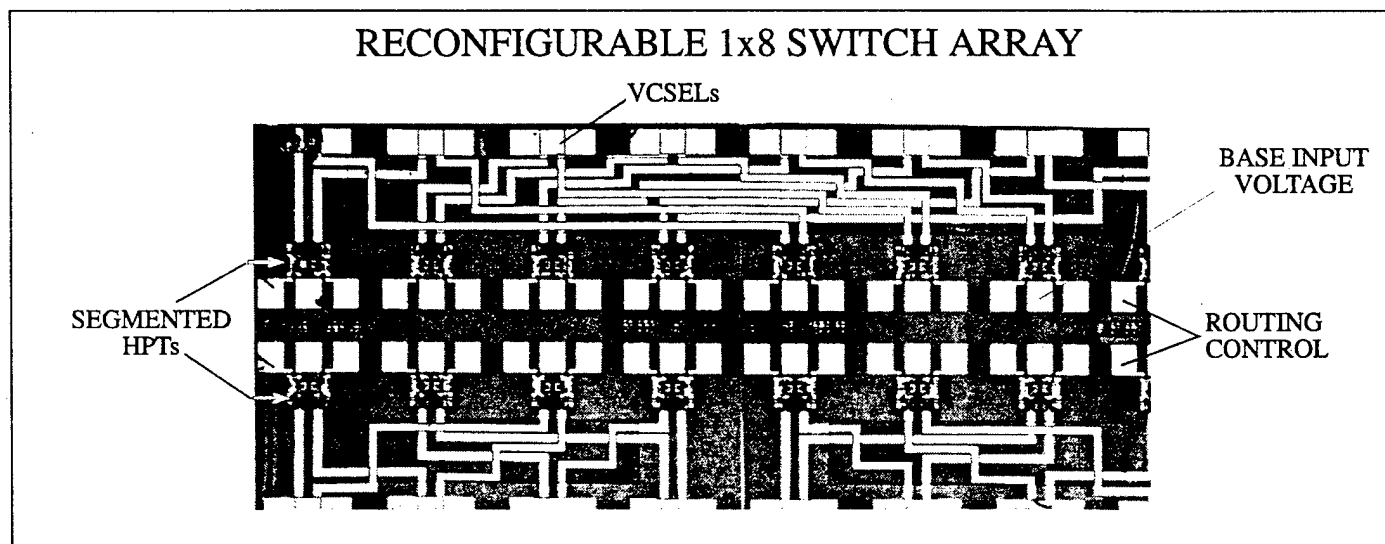 RECONFIGURABLE 1x8 SWITCH ARRAY
VCSELs
BASE INPUT
VOLTAGE
SEGMENTED
HPTs
ROUTING
CONTROL